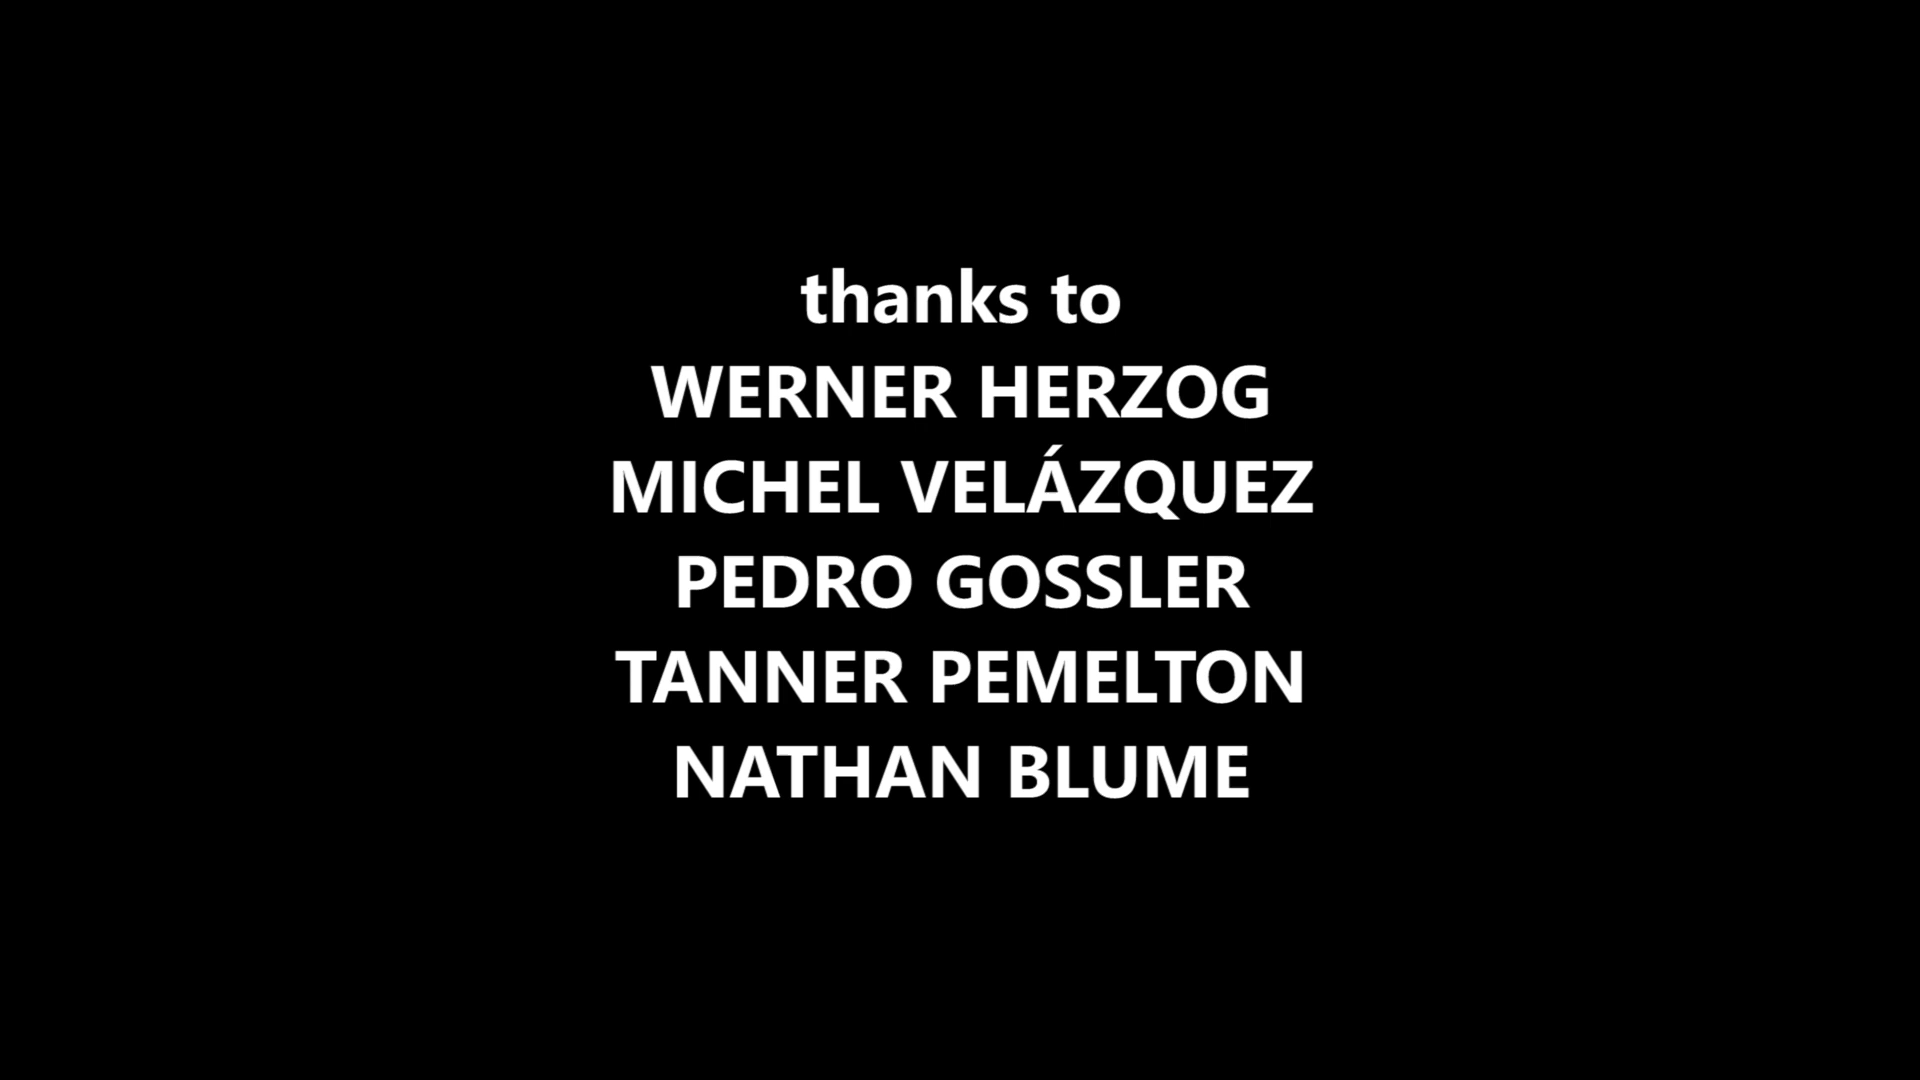 thanks to
WERNER HERZOG
MICHEL VELÁZQUEZ
PEDRO GOSSLER
TANNER PEMELTON
NATHAN BLUME